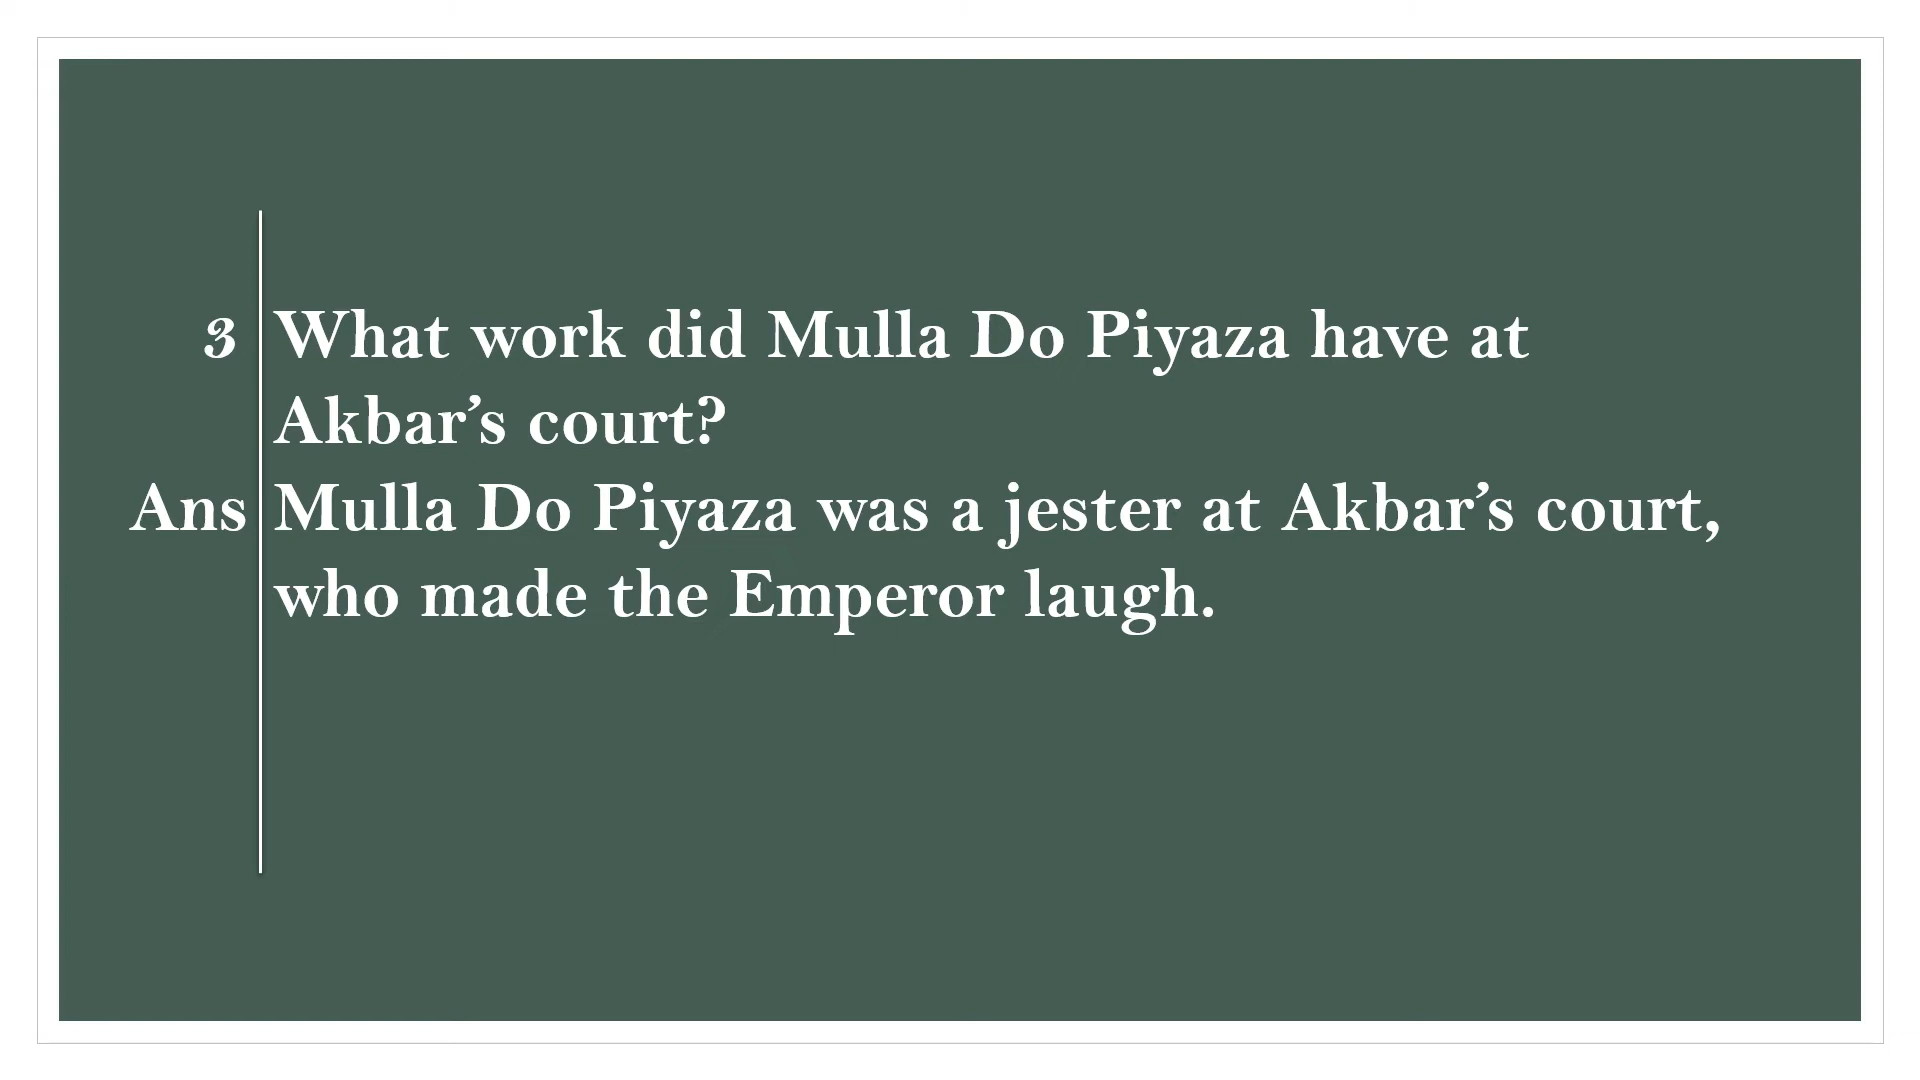 3 What work did Mulla Do Piyaza have at
Akbar’s court?
Ans Mulla Do Piyaza was a jester at Akbar’s court,
who made the Emperor laugh.